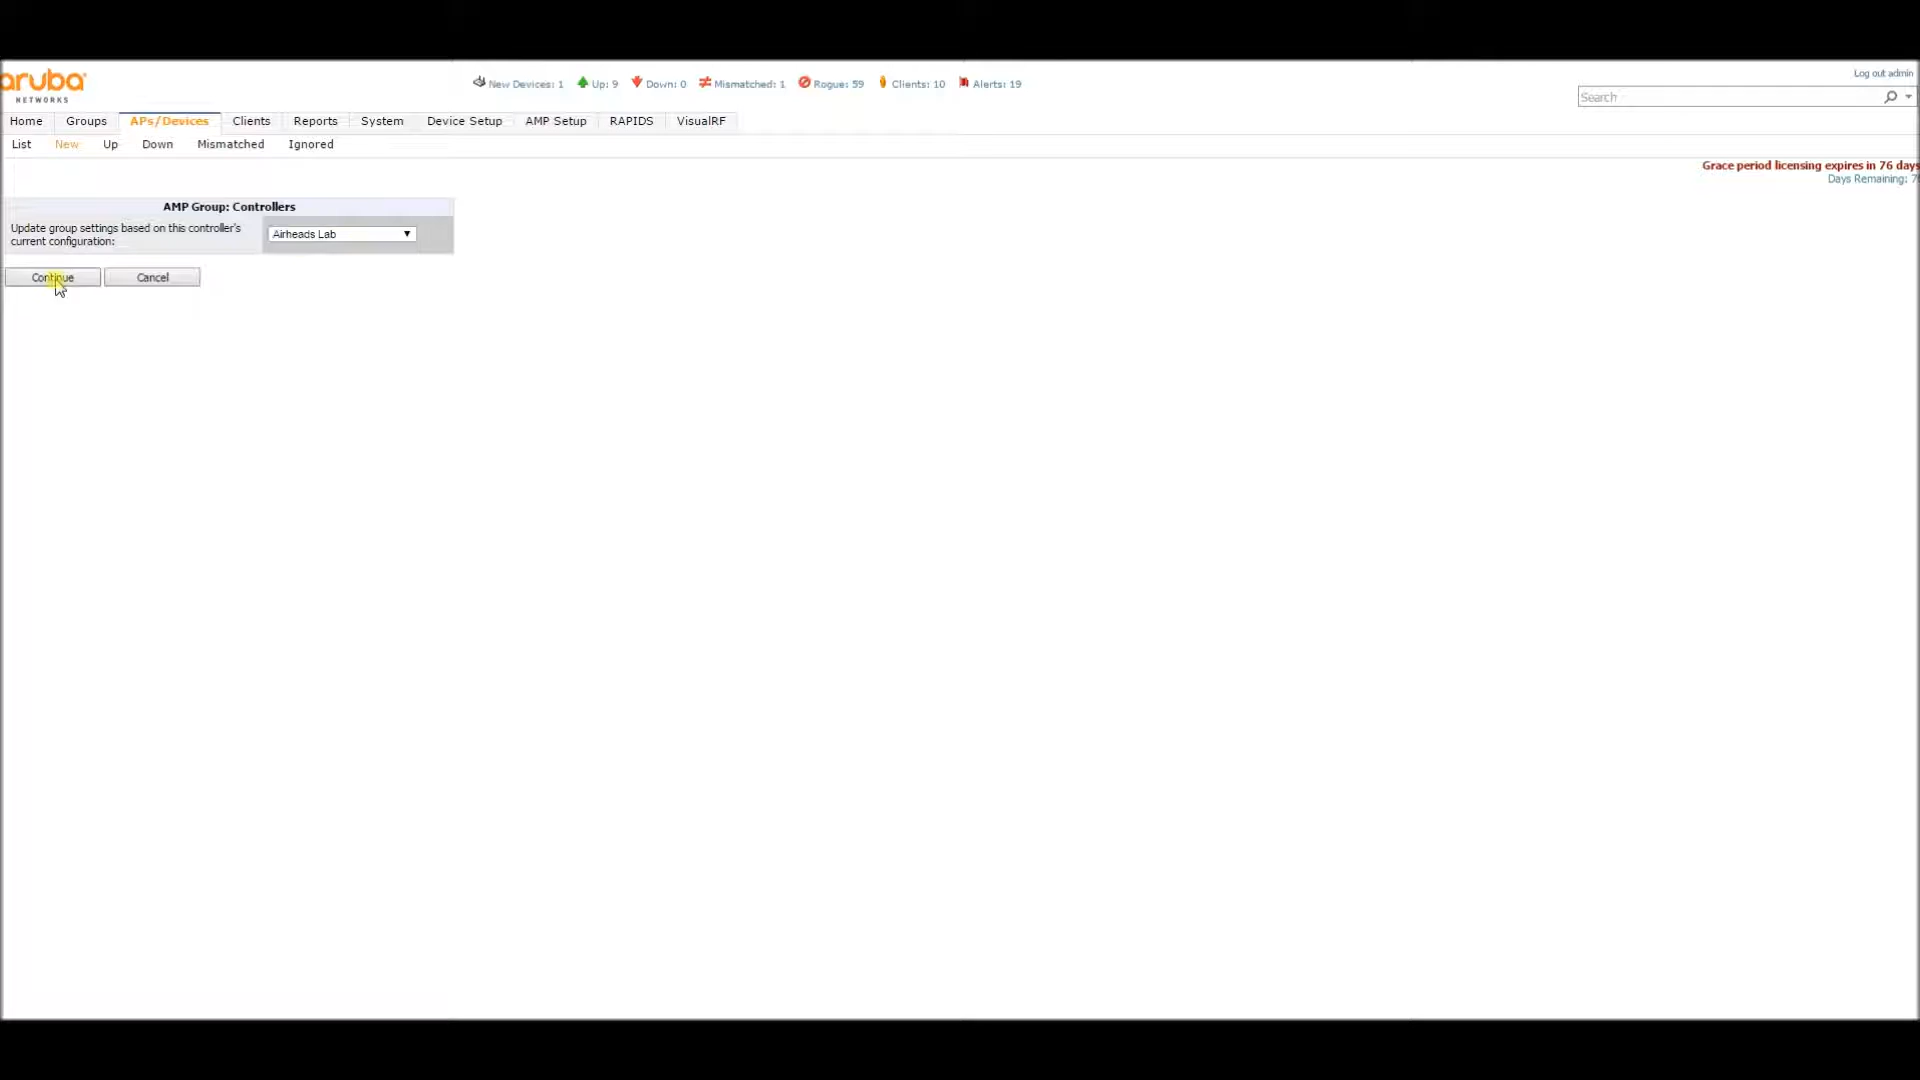 aruba
NETWORKS
New Devices: 1 Up: 9 Down: 0 Mismatched: 1 Rogue: 59 Clients: 10 Alerts: 19
Log out admin
Search
Home Groups APs/Devices Clients Reports System Device Setup AMP Setup RAPIDS VisualRF
List New Up Down Mismatched Ignored
Grace period licensing expires in 76 days
Days Remaining:
AMP Group: Controllers
Update group settings based on this controller's
current configuration:
Airheads Lab
Continue Cancel